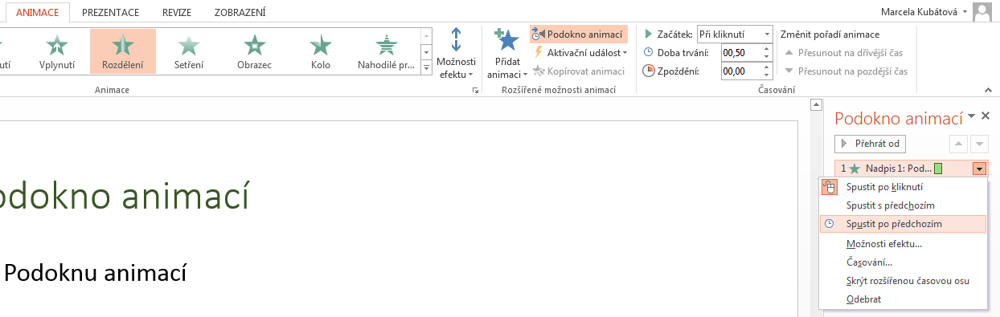 ANIMACE PREZENTACE REVIZE ZOBRAZENÍ Marcela Kubátová
nutí Vplynutí Rozdělení Setření Obrazec Kolo Nahodilé pr...
Možnosti efektu
Animace
Přidat animaci
Podokno animací
Aktivační událost
Kopírovat animaci
Rozšířené možnosti animací
Začátek: Při kliknutí
Doba trvání: 00,50
Zpoždění: 00,00
Změnit pořadí animace
Přesunout na dřívější čas
Přesunout na pozdější čas
Časování
odokno animací
Podoknu animací
Podokno animací
Přehrát od
1 Nadpis 1: Pod...
Spustit po kliknutí
Spustit s předchozím
Spustit po předchozím
Možnosti efektu...
Časování...
Skrýt rozšířenou časovou osu
Odebrat